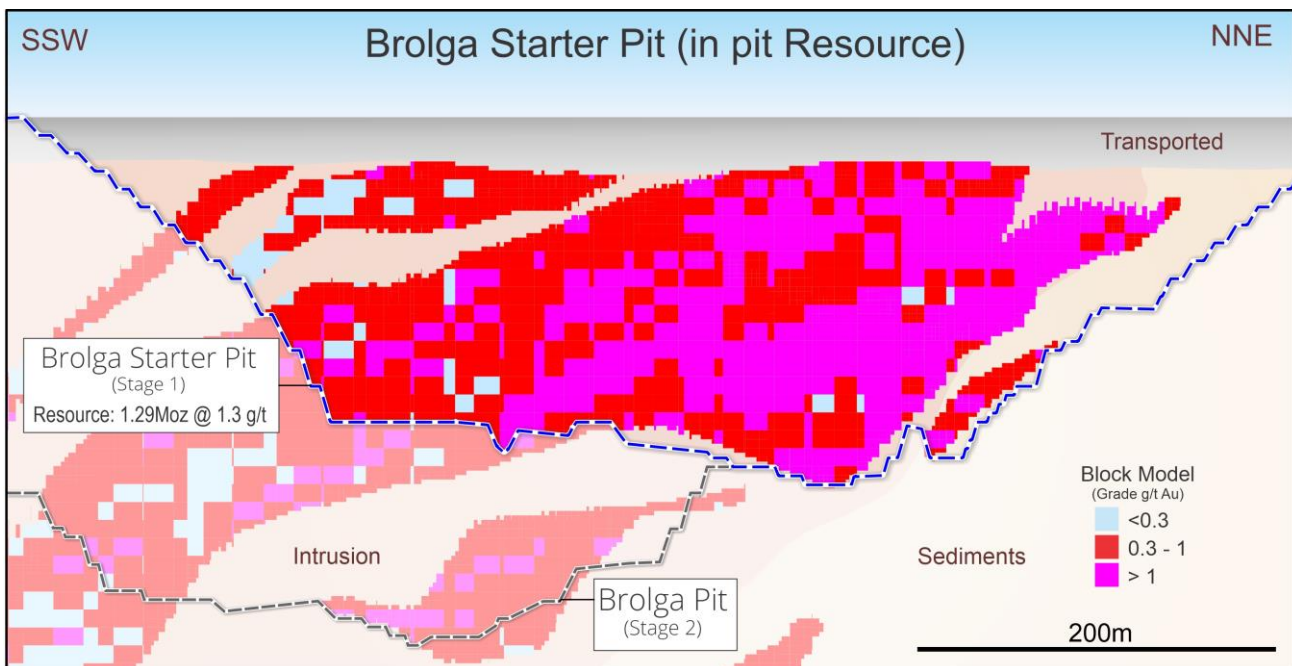 SSW
Brolga Starter Pit (in pit Resource)
NNE
Transported
Brolga Starter Pit
(Stage 1)
Resource: 1.29Moz @ 1.3 g/t
Intrusion
Brolga Pit
(Stage 2)
Sediments
Block Model
(Grade g/t Au)
<0.3
0.3 - 1
> 1
200m